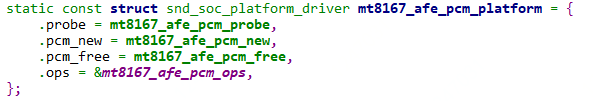 static const struct snd_soc_platform_driver mt8167_afe_pcm_platform = {
    .probe = mt8167_afe_pcm_probe,
    .pcm_new = mt8167_afe_pcm_new,
    .pcm_free = mt8167_afe_pcm_free,
    .ops = &mt8167_afe_pcm_ops,
};